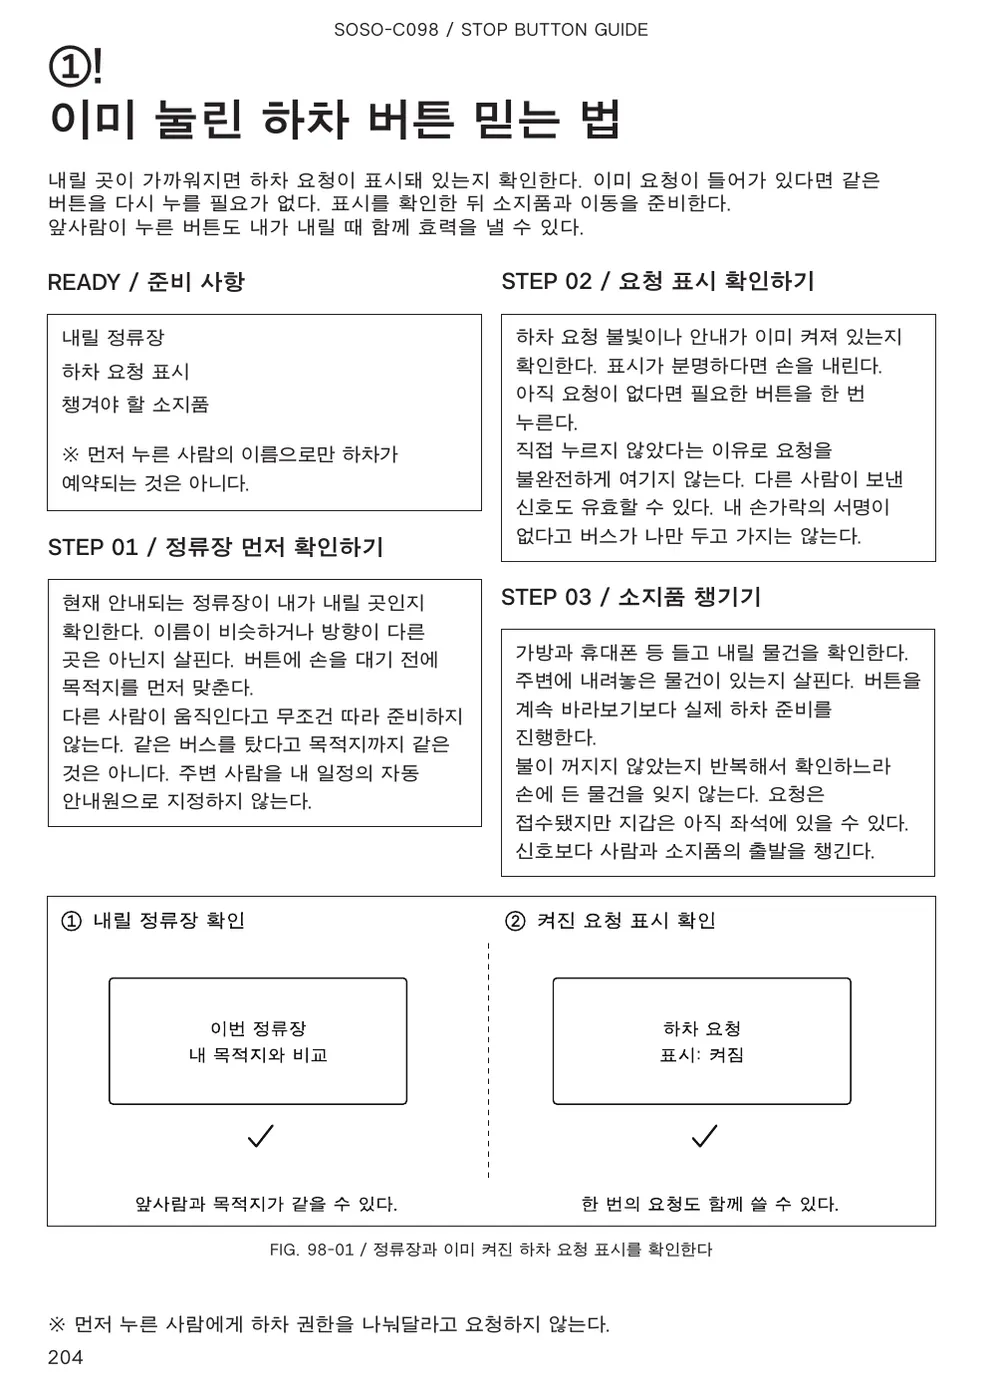 SOSO-C098 / STOP BUTTON GUIDE
①!
이미 눌린 하차 버튼 믿는 법
내릴 곳이 가까워지면 하차 요청이 표시돼 있는지 확인한다. 이미 요청이 들어가 있다면 같은
버튼을 다시 누를 필요가 없다. 표시를 확인한 뒤 소지품과 이동을 준비한다.
앞사람이 누른 버튼도 내가 내릴 때 함께 효력을 낼 수 있다.
READY / 준비 사항
내릴 정류장
하차 요청 표시
챙겨야 할 소지품
※ 먼저 누른 사람의 이름으로만 하차가
예약되는 것은 아니다.
STEP 01 / 정류장 먼저 확인하기
현재 안내되는 정류장이 내가 내릴 곳인지
확인한다. 이름이 비슷하거나 방향이 다른
곳은 아닌지 살핀다. 버튼에 손을 대기 전에
목적지를 먼저 맞춘다.
다른 사람이 움직인다고 무조건 따라 준비하지
않는다. 같은 버스를 탔다고 목적지까지 같은
것은 아니다. 주변 사람을 내 일정의 자동
안내원으로 지정하지 않는다.
STEP 02 / 요청 표시 확인하기
하차 요청 불빛이나 안내가 이미 켜져 있는지
확인한다. 표시가 분명하다면 손을 내린다.
아직 요청이 없다면 필요한 버튼을 한 번
누른다.
직접 누르지 않았다는 이유로 요청을
불완전하게 여기지 않는다. 다른 사람이 보낸
신호도 유효할 수 있다. 내 손가락의 서명이
없다고 버스가 나만 두고 가지는 않는다.
STEP 03 / 소지품 챙기기
가방과 휴대폰 등 들고 내릴 물건을 확인한다.
주변에 내려놓은 물건이 있는지 살핀다. 버튼을
계속 바라보기보다 실제 하차 준비를
진행한다.
불이 꺼지지 않았는지 반복해서 확인하느라
손에 든 물건을 잊지 않는다. 요청은
접수됐지만 지갑은 아직 좌석에 있을 수 있다.
신호보다 사람과 소지품의 출발을 챙긴다.
① 내릴 정류장 확인
이번 정류장
내 목적지와 비교
앞사람과 목적지가 같을 수 있다.
② 켜진 요청 표시 확인
하차 요청
표시: 켜짐
한 번의 요청도 함께 쓸 수 있다.
FIG. 98-01 / 정류장과 이미 켜진 하차 요청 표시를 확인한다
※ 먼저 누른 사람에게 하차 권한을 나눠달라고 요청하지 않는다.
204